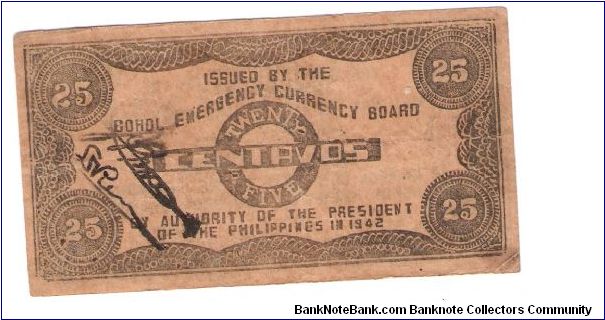 25 25
ISSUED BY THE
BOHOL EMERGENCY CURRENCY BOARD
TWENTY
CENTAVOS
FIVE
25 25
BY AUTHORITY OF THE PRESIDENT
OF THE PHILIPPINES IN 1942
BankNoteBank.com Banknote Collectors Community